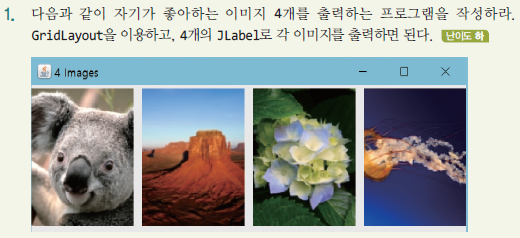 1. 다음과 같이 자기가 좋아하는 이미지 4개를 출력하는 프로그램을 작성하라.
GridLayout을 이용하고, 4개의 JLabel로 각 이미지를 출력하면 된다. 난이도 하
4 Images